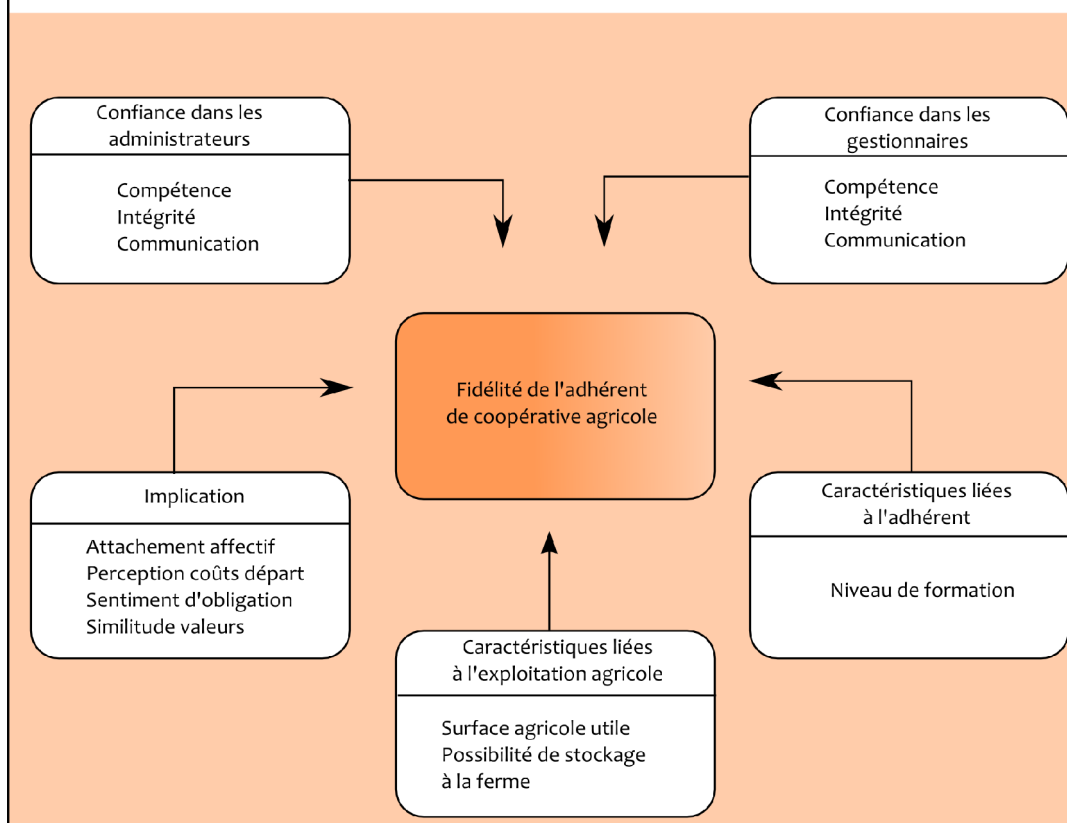 Confiance dans les
administrateurs
Compétence
Intégrité
Communication
Confiance dans les
gestionnaires
Compétence
Intégrité
Communication
Fidélité de l'adhérent
de coopérative agricole
Implication
Attachement affectif
Perception coûts départ
Sentiment d'obligation
Similitude valeurs
Caractéristiques liées
à l'exploitation agricole
Surface agricole utile
Possibilité de stockage
à la ferme
Caractéristiques liées
à l'adhérent
Niveau de formation